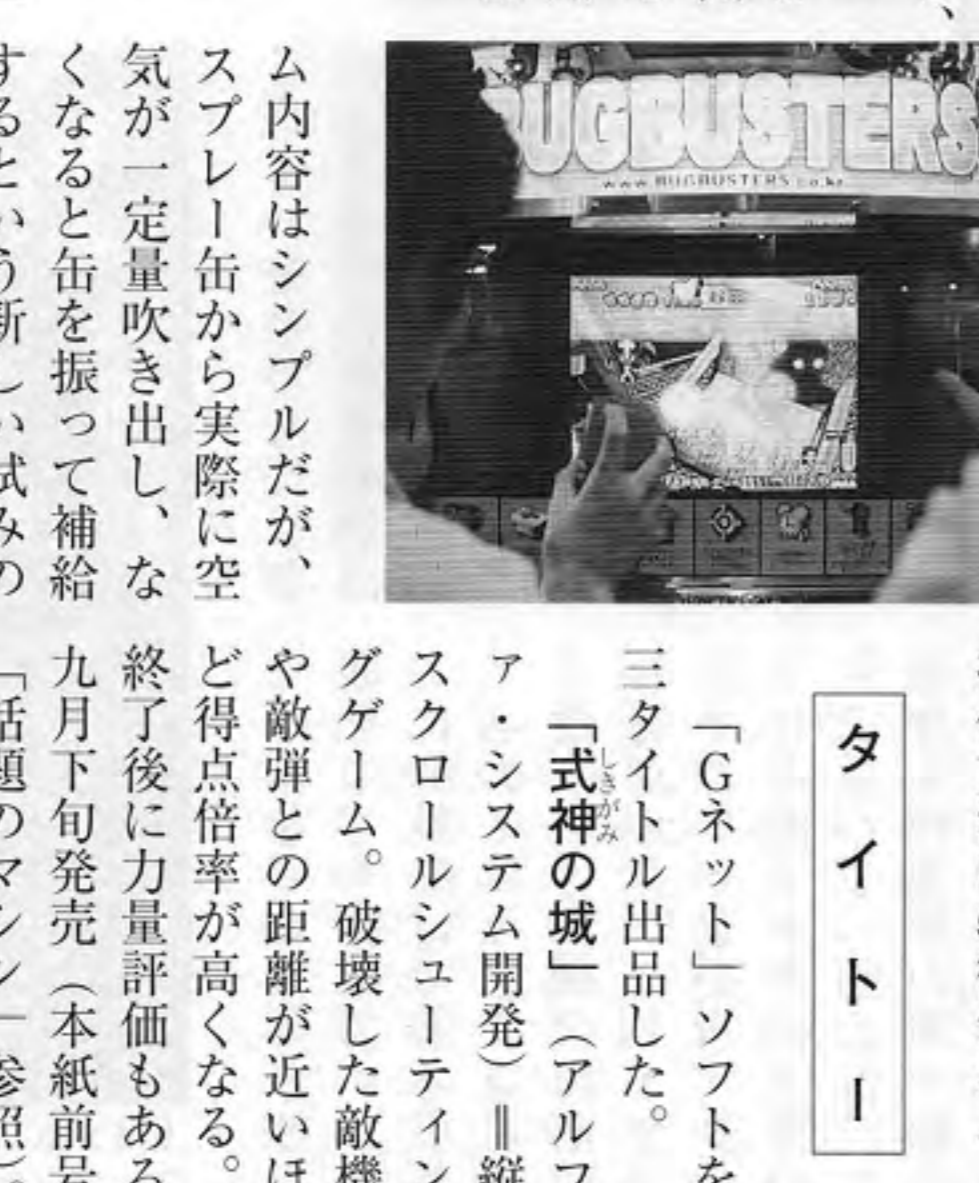 BUGBUSTERS
www.BUGBUSTERS.co.kr
ム内容はシンプルだが、
スプレー缶から実際に空
気が一定量吹き出し、な
くなると缶を振って補給
するという新しい試みの
タイトー
「Gネット」ソフトを
三タイトル出品した。
「式神の城」（アルフ
しきがみ
ァ・システム開発）＝縦
スクロールシューティン
グゲーム。破壊した敵機
や敵弾との距離が近いほ
ど得点倍率が高くなる。
終了後に力量評価もある
九月下旬発売（本紙前号
「話題のマシン」参照）